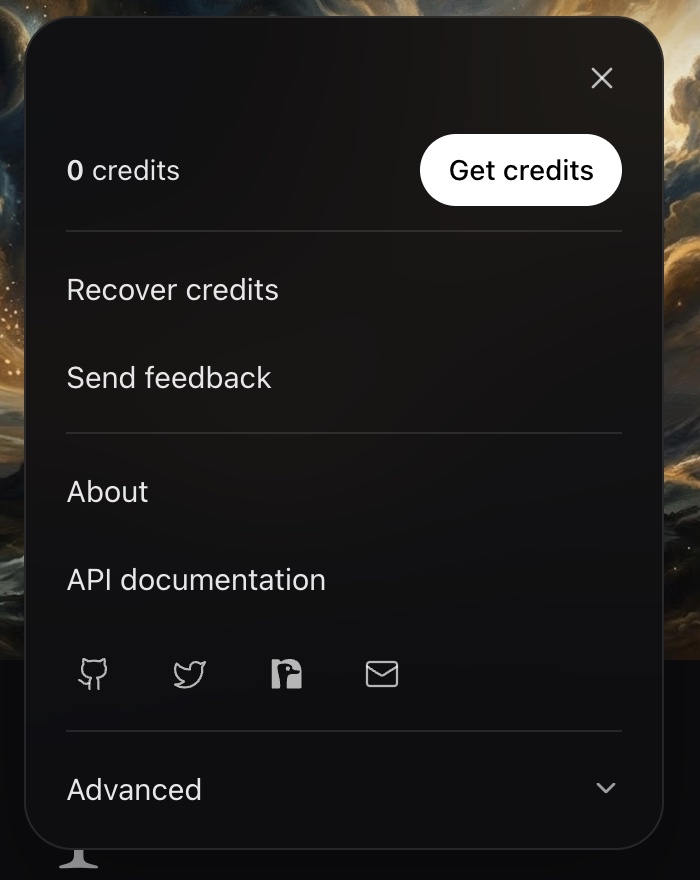 0 credits
Get credits
Recover credits
Send feedback
About
API documentation
Advanced